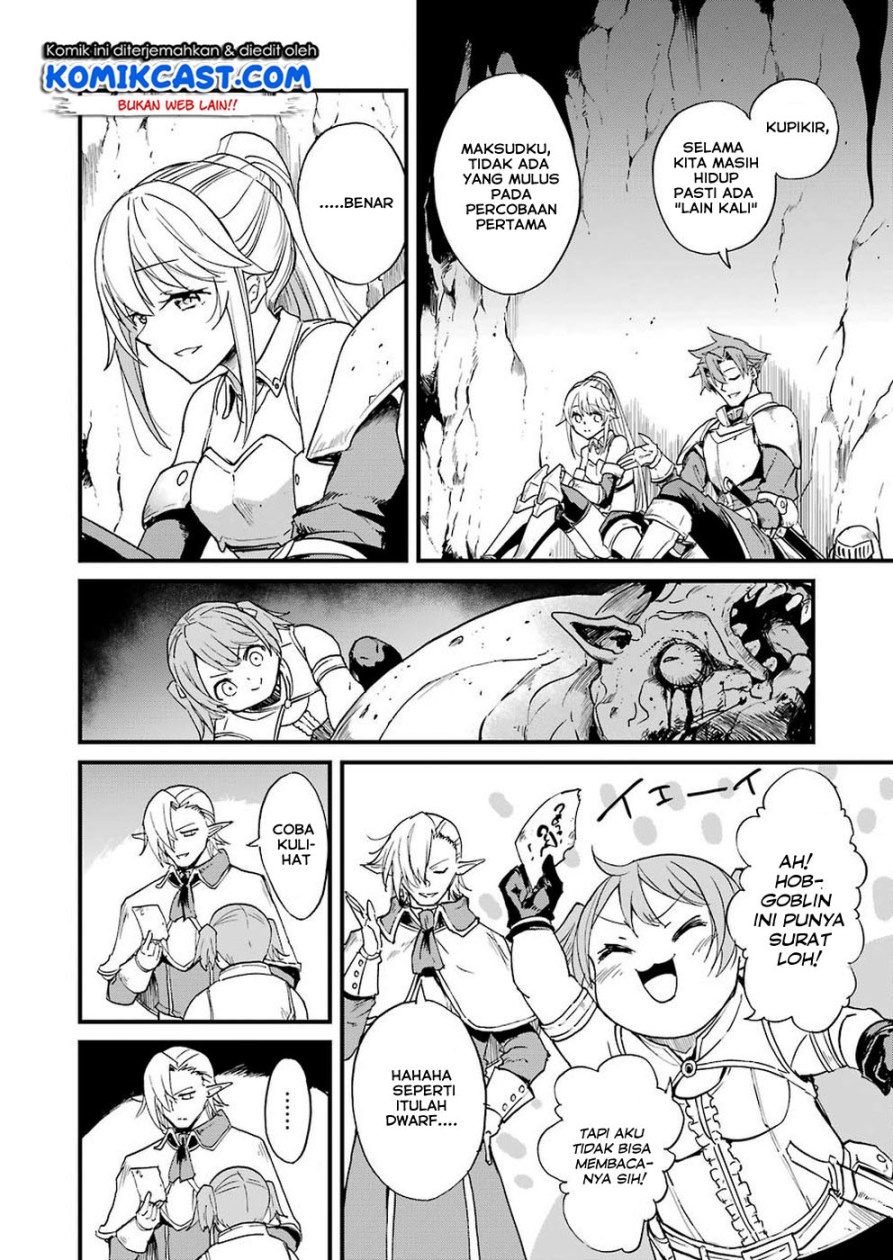 Komik ini diterjemahkan & diedit oleh
KOMIKCAST.COM
BUKAN WEB LAIN!!
KUPIKIR,
SELAMA
KITA MASIH
HIDUP
PASTI ADA
"LAIN KALI"
MAKSUDKU,
TIDAK ADA
YANG MULUS
PADA
PERCOBAAN
PERTAMA
.....BENAR
イエーイ
AH!
HOB-
GOBLIN
INI PUNYA
SURAT
LOH!
TAPI AKU
TIDAK BISA
MEMBACA-
NYA SIH!
HAHAHA
SEPERTI
ITULAH
DWARF....
COBA
KULI-
HAT
......